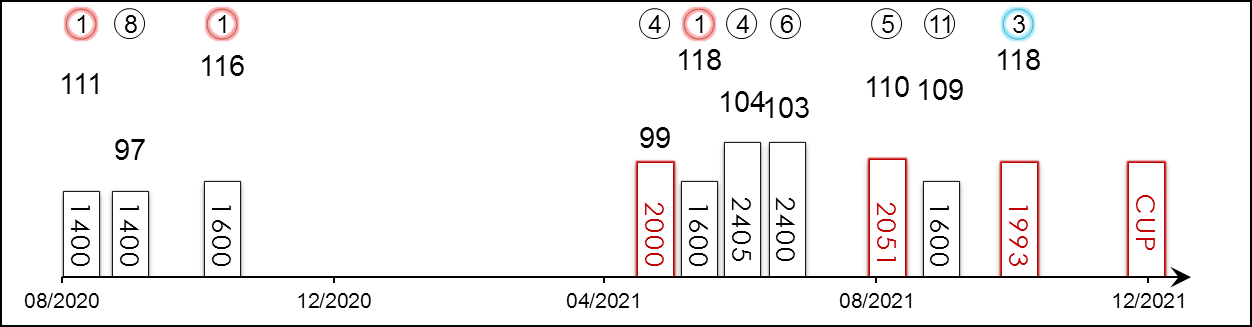 1 8 1 4 1 4 6 5 11 3
111 97 116 99 118 104 103 110 109 118
1400 1400 1600 2000 1600 2405 2400 2051 1600 1993 CUP
08/2020 12/2020 04/2021 08/2021 12/2021